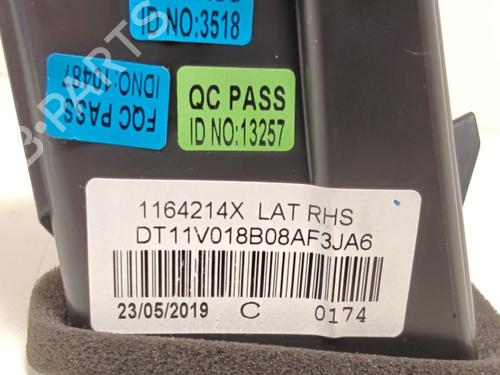 ID NO:3518
FQC PASS
IDNO:10487
QC PASS
ID NO:13257
1164214X LAT RHS
DT11V018B08AF3JA6
23/05/2019 C 0174
B-PARTS